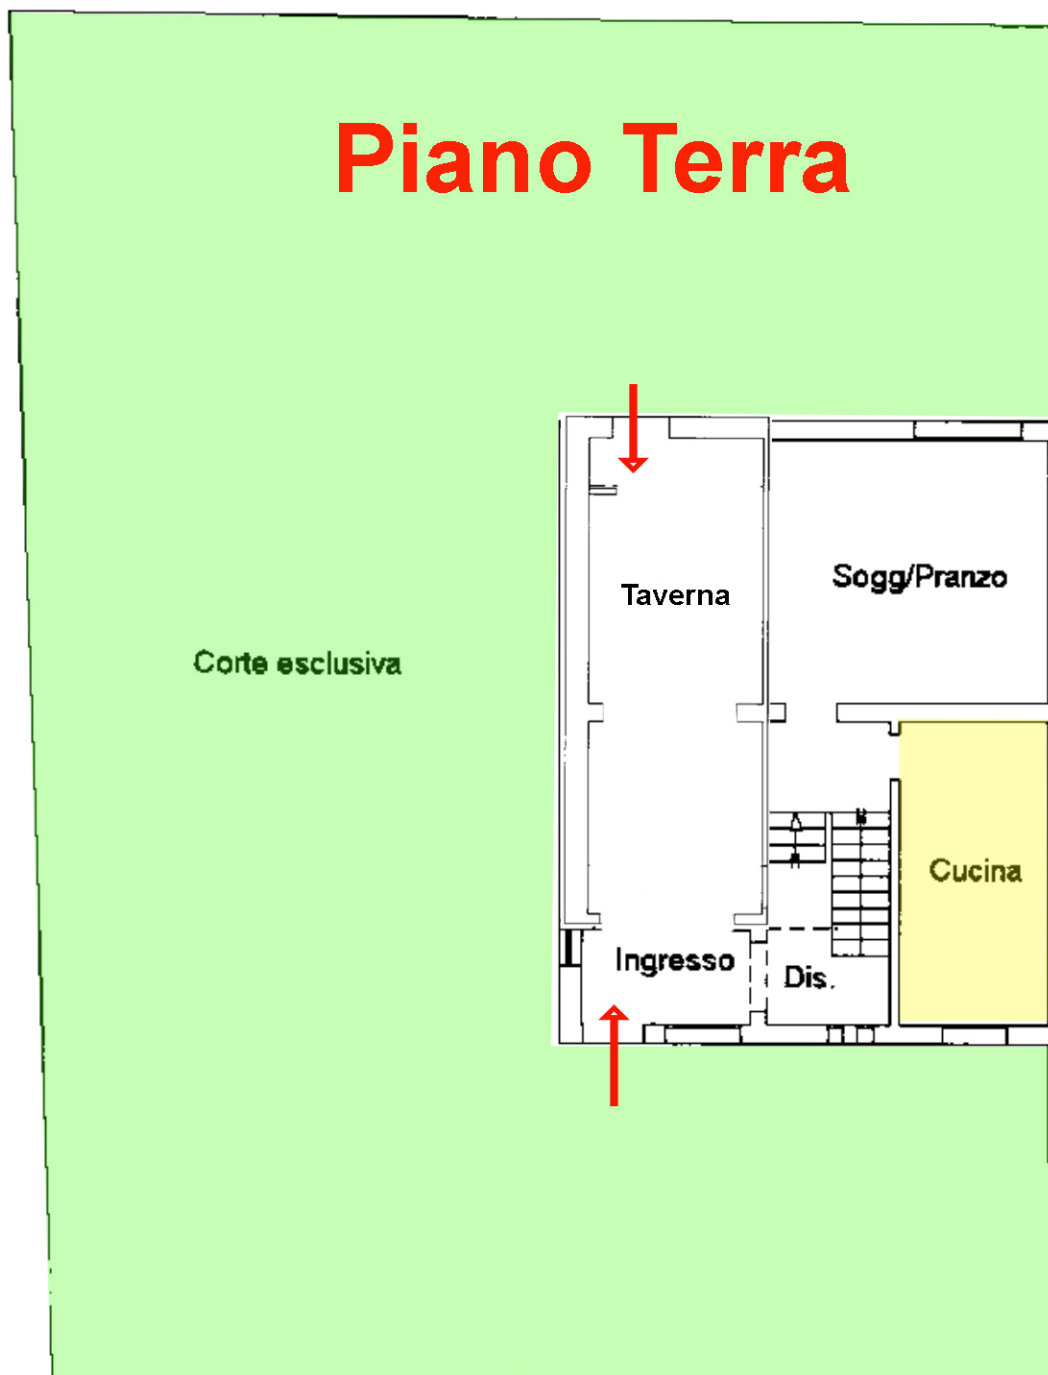 Piano Terra
Sogg/Pranzo
Taverna
Corte esclusiva
Cucina
Ingresso
Dis.